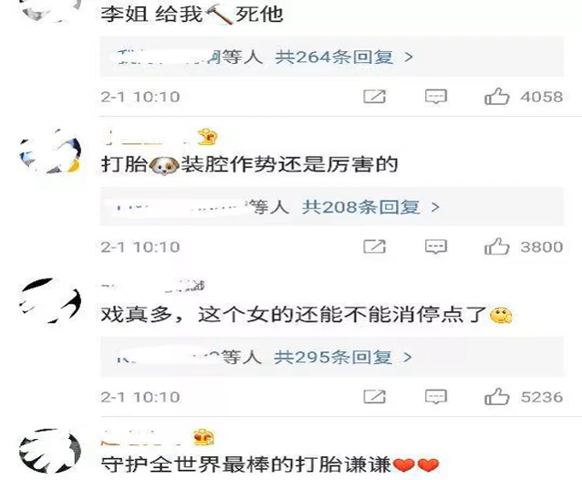 李姐 给我🔨死他
等人 共264条回复 >
2-1 10:10 4058
打胎🐶装腔作势还是厉害的
等人 共208条回复 >
2-1 10:10 3800
戏真多，这个女的还能不能消停点了
等人 共295条回复 >
2-1 10:10 5236
守护全世界最棒的打胎谦谦❤❤